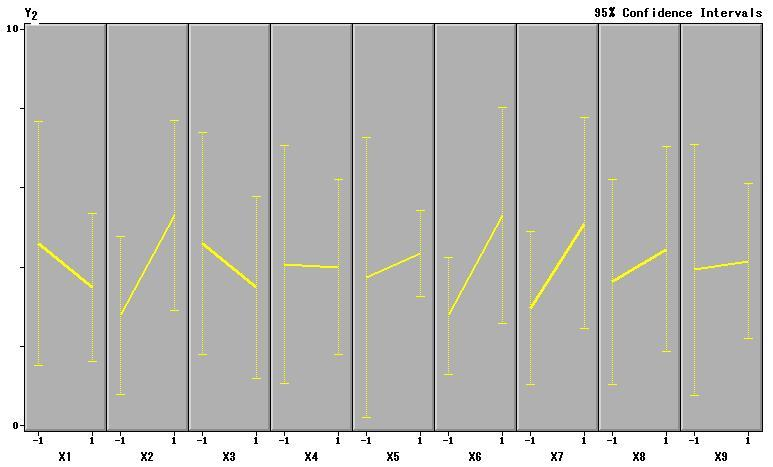 Y2
95% Confidence Intervals
10
0
-1 1 -1 1 -1 1 -1 1 -1 1 -1 1 -1 1 -1 1 -1 1
X1 X2 X3 X4 X5 X6 X7 X8 X9